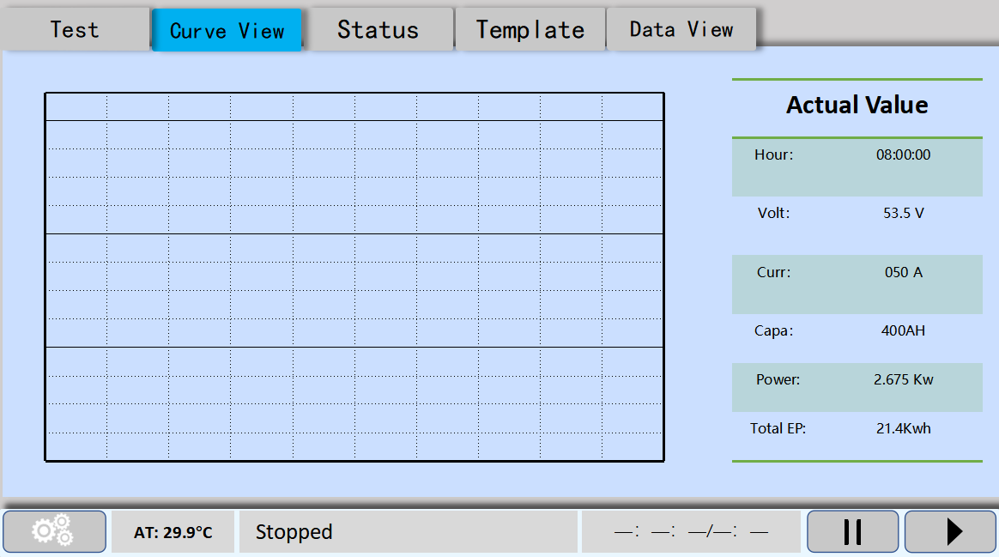 Test Curve View Status Template Data View
Actual Value
Hour: 08:00:00
Volt: 53.5 V
Curr: 050 A
Capa: 400AH
Power: 2.675 Kw
Total EP: 21.4Kwh
AT: 29.9℃ Stopped —: —: —/—: —